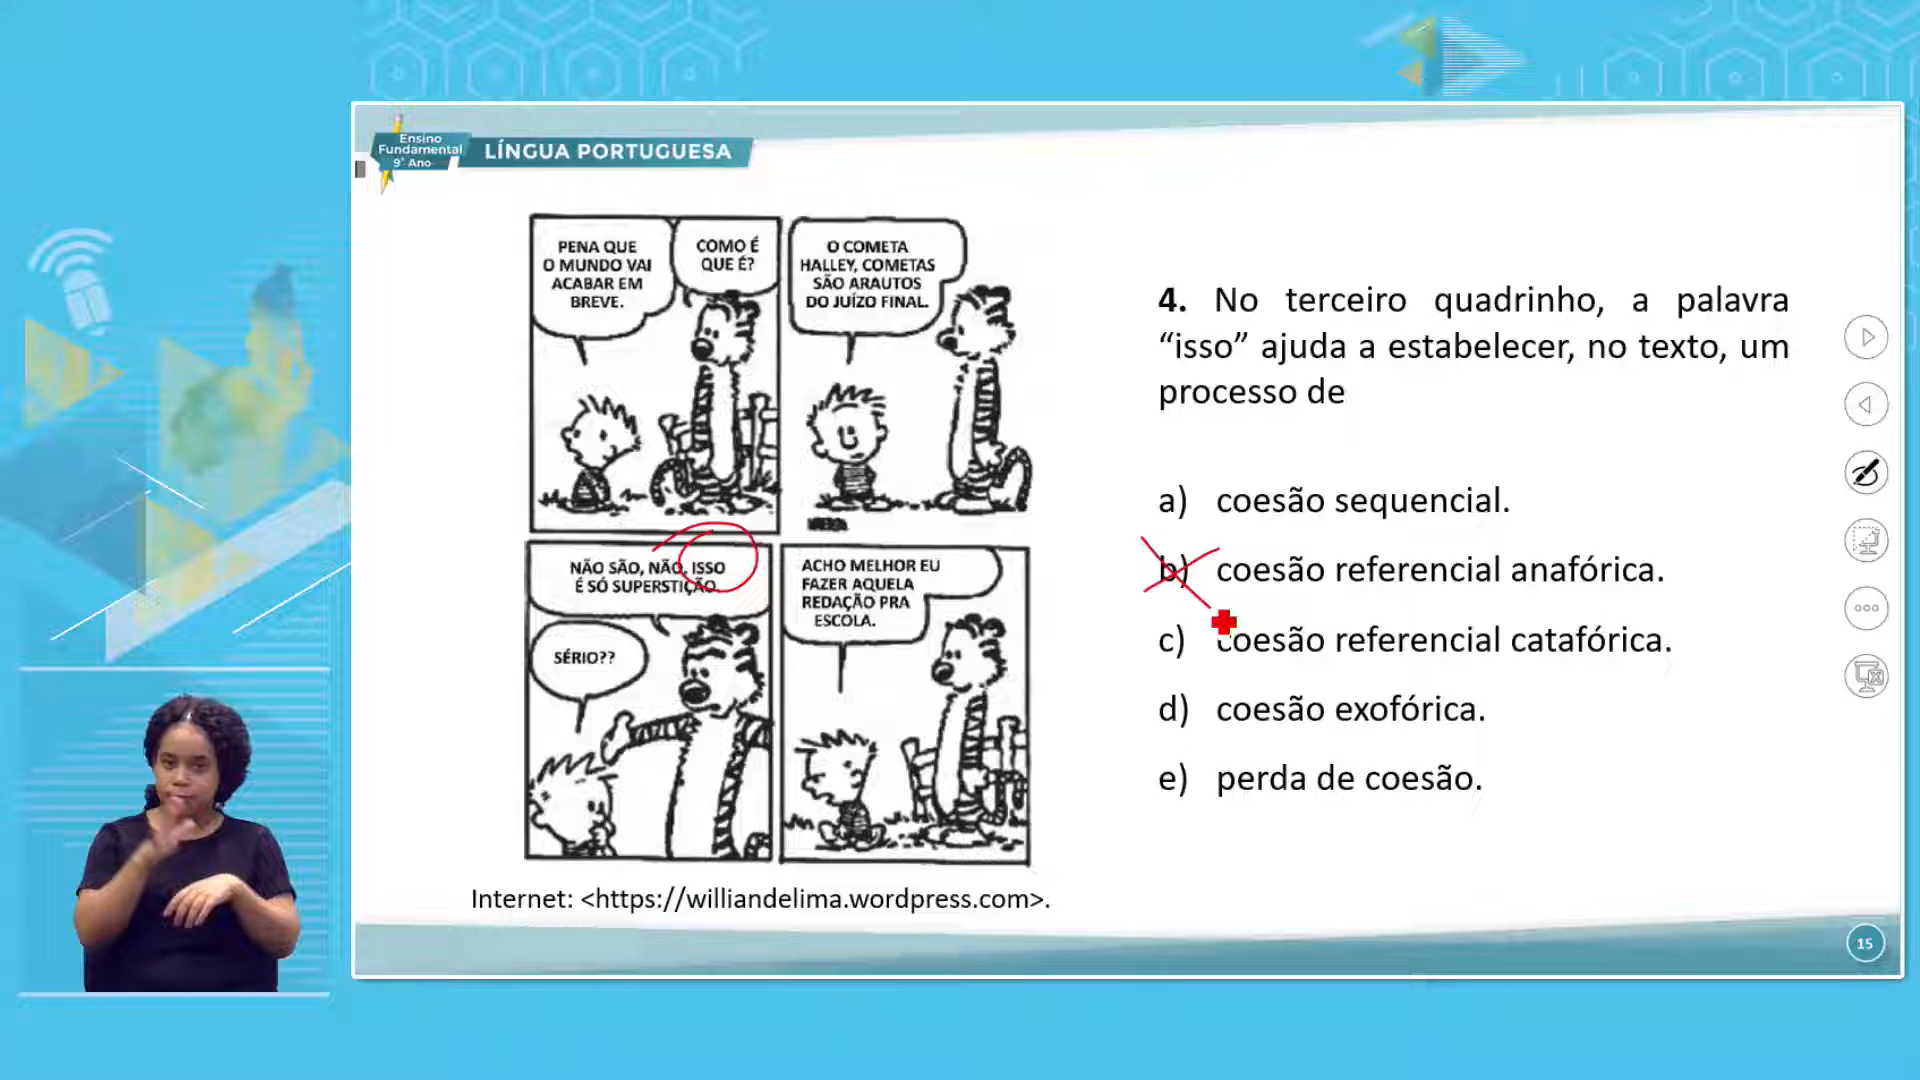 Ensino
Fundamental
9° Ano
LÍNGUA PORTUGUESA
PENA QUE
O MUNDO VAI
ACABAR EM
BREVE.
COMO É
QUE É?
O COMETA
HALLEY, COMETAS
SÃO ARAUTOS
DO JUÍZO FINAL.
NÃO SÃO, NÃO, ISSO
É SÓ SUPERSTIÇÃO.
SÉRIO??
ACHO MELHOR EU
FAZER AQUELA
REDAÇÃO PRA
ESCOLA.
Internet: <https://williandelima.wordpress.com>.
4. No terceiro quadrinho, a palavra
“isso” ajuda a estabelecer, no texto, um
processo de
a) coesão sequencial.
b) coesão referencial anafórica.
c) coesão referencial catafórica.
d) coesão exofórica.
e) perda de coesão.
15